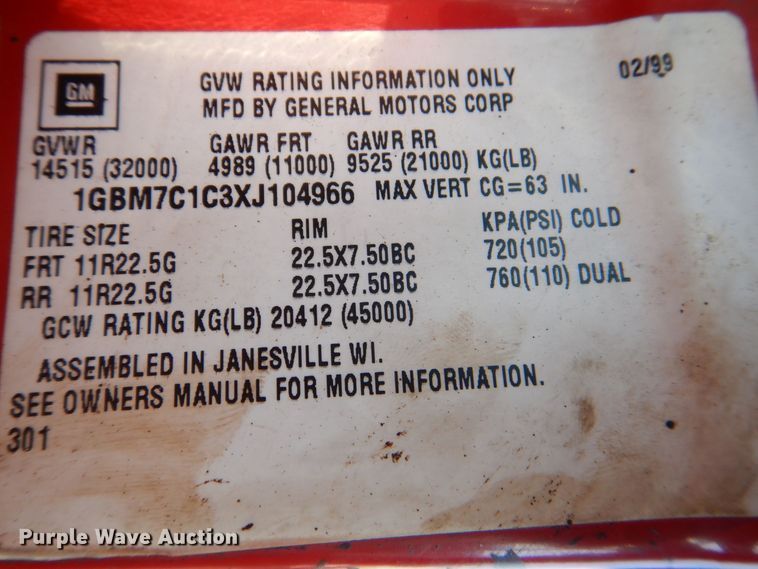 GM
GVW RATING INFORMATION ONLY 02/99
MFD BY GENERAL MOTORS CORP
GVWR GAWR FRT GAWR RR
14515 (32000) 4989 (11000) 9525 (21000) KG(LB)
1GBM7C1C3XJ104966 MAX VERT CG=63 IN.
TIRE SIZE RIM KPA(PSI) COLD
FRT 11R22.5G 22.5X7.50BC 720(105)
RR 11R22.5G 22.5X7.50BC 760(110) DUAL
GCW RATING KG(LB) 20412 (45000)
ASSEMBLED IN JANESVILLE WI.
SEE OWNERS MANUAL FOR MORE INFORMATION.
301
Purple Wave Auction